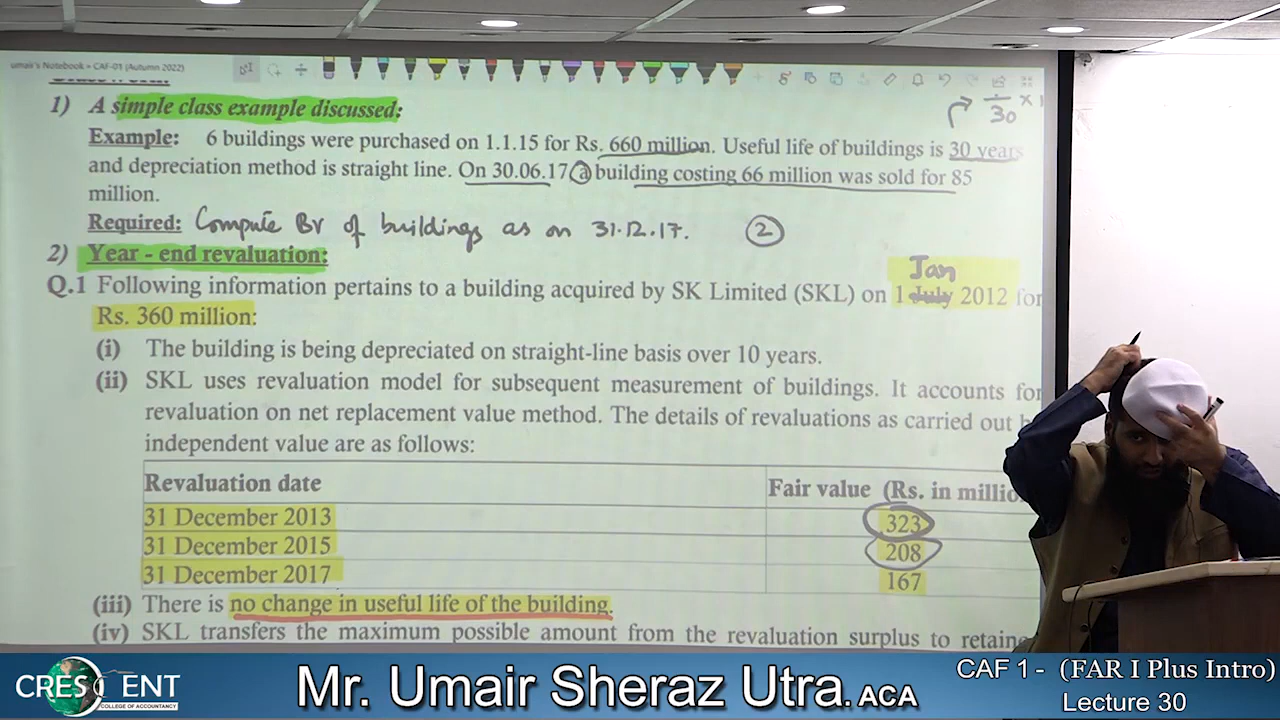 umair's Notebook > CAF-01 (Autumn 2022)
1) A simple class example discussed:
30 ×
Example: 6 buildings were purchased on 1.1.15 for Rs. 660 million. Useful life of buildings is 30 years
and depreciation method is straight line. On 30.06.17 a building costing 66 million was sold for 85
million.
Required: Compute BV of buildings as on 31.12.17. 2
2) Year - end revaluation:
Jan
Q.1 Following information pertains to a building acquired by SK Limited (SKL) on 1 July 2012 for
Rs. 360 million:
(i) The building is being depreciated on straight-line basis over 10 years.
(ii) SKL uses revaluation model for subsequent measurement of buildings. It accounts for
revaluation on net replacement value method. The details of revaluations as carried out
independent value are as follows:
Revaluation date Fair value (Rs. in millio
31 December 2013 323
31 December 2015 208
31 December 2017 167
(iii) There is no change in useful life of the building.
(iv) SKL transfers the maximum possible amount from the revaluation surplus to retaine
CRESCENT
COLLEGE OF ACCOUNTANCY
Mr. Umair Sheraz Utra. ACA
CAF 1 - (FAR I Plus Intro)
Lecture 30